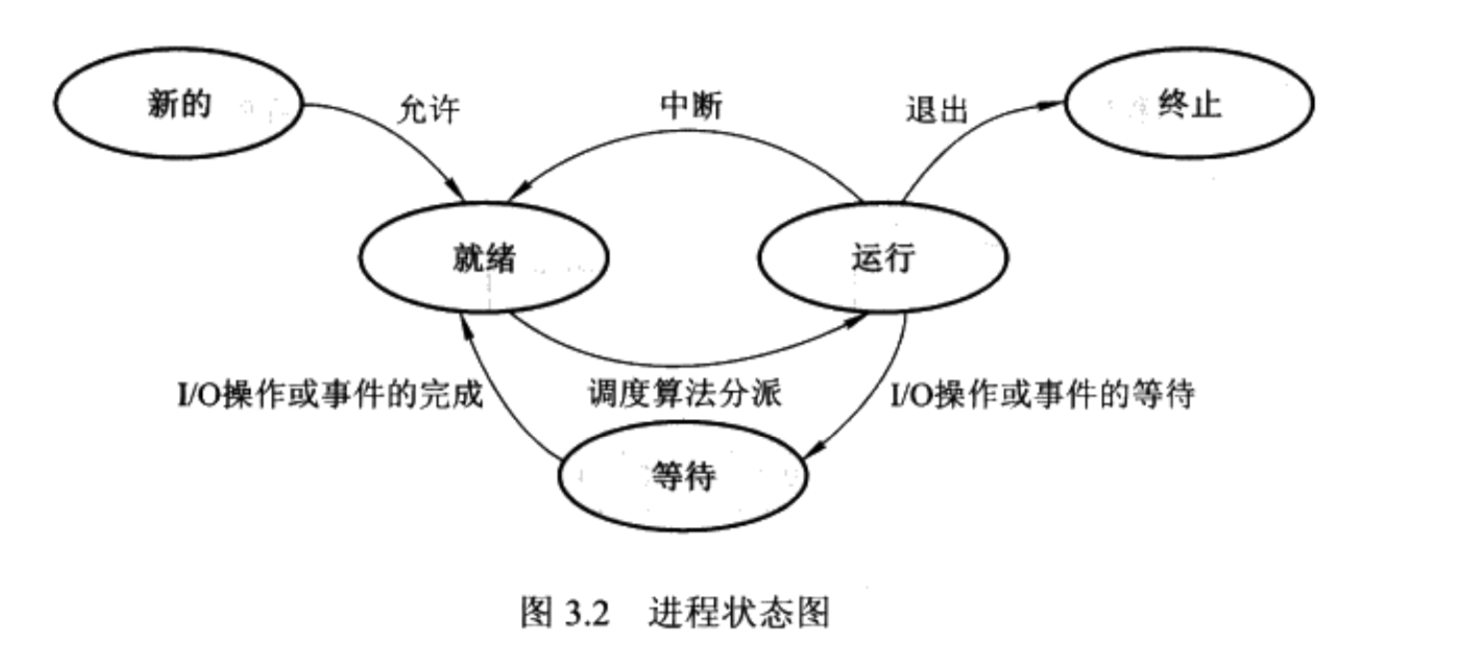 新的
允许
中断
退出
终止
就绪
运行
I/O操作或事件的完成
调度算法分派
I/O操作或事件的等待
等待
图 3.2 进程状态图